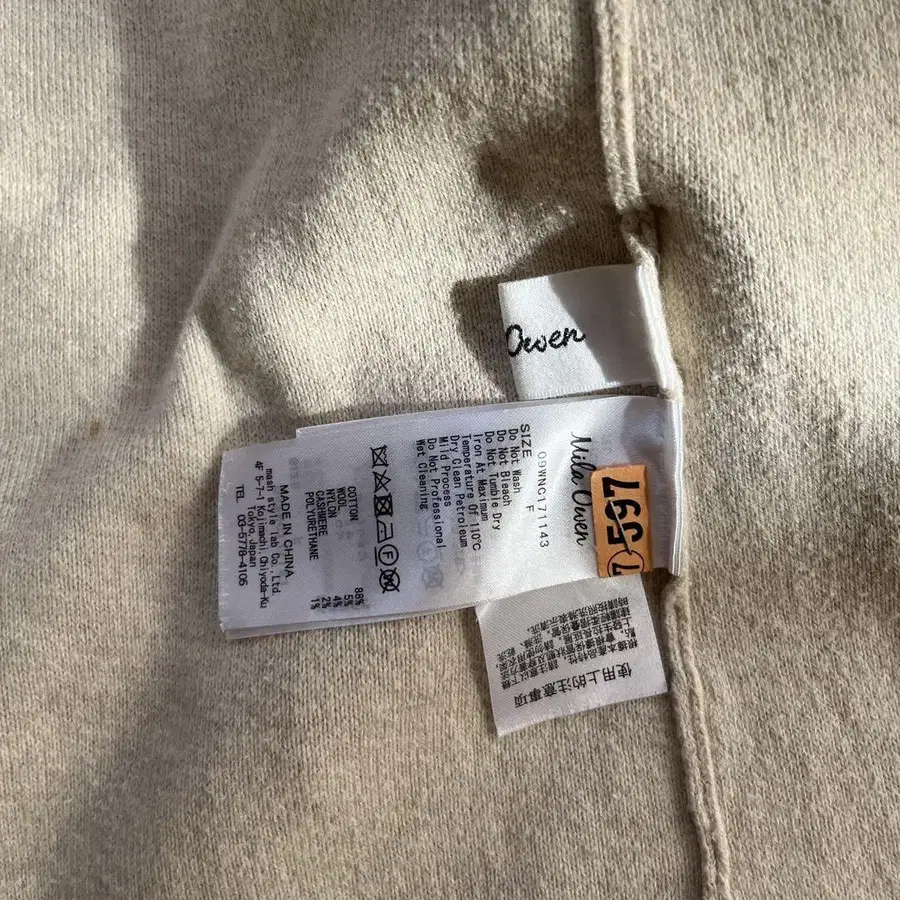 Owen
Mila Owen
597
09WNC171143
SIZE F
Do Not Wash
Do Not Bleach
Do Not Tumble Dry
Iron At Maximum
Temperature Of 110℃
Dry Clean Petroleum
Mild Process
Do Not Professional
Wet Cleaning
COTTON 88%
WOOL 5%
NYLON 4%
CASHMERE 2%
POLYURETHANE 1%
MADE IN CHINA
mash style lab Co., Ltd.
4F 5-7-1 Kojimachi, Chiyoda-Ku
Tokyo, Japan
TEL 03-5778-4106
使用上的注意事項